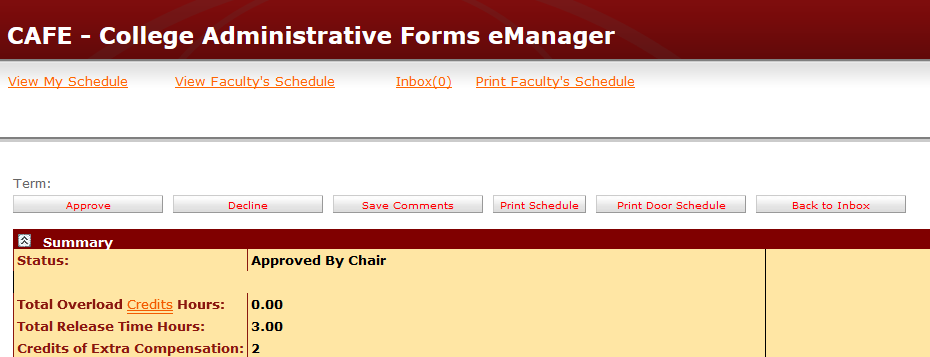 CAFE - College Administrative Forms eManager
View My Schedule View Faculty's Schedule Inbox(0) Print Faculty's Schedule
Term:
Approve Decline Save Comments Print Schedule Print Door Schedule Back to Inbox
Summary
Status: Approved By Chair
Total Overload Credits Hours: 0.00
Total Release Time Hours: 3.00
Credits of Extra Compensation: 2